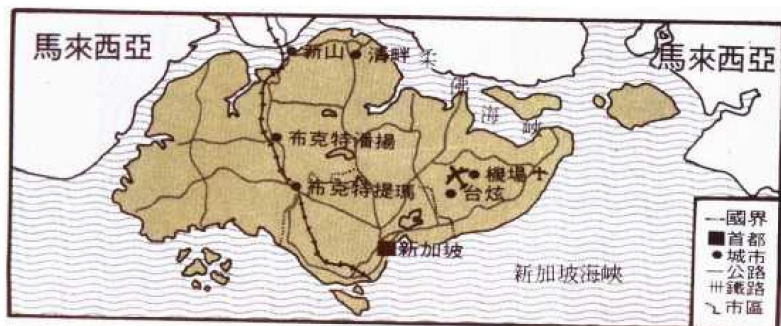 馬來西亞
新山
海畔
柔
佛
海
峽
馬來西亞
布克特潘揚
布克特提瑪
機場
台炫
新加坡
新加坡海峽
國界
首都
城市
公路
鐵路
市區